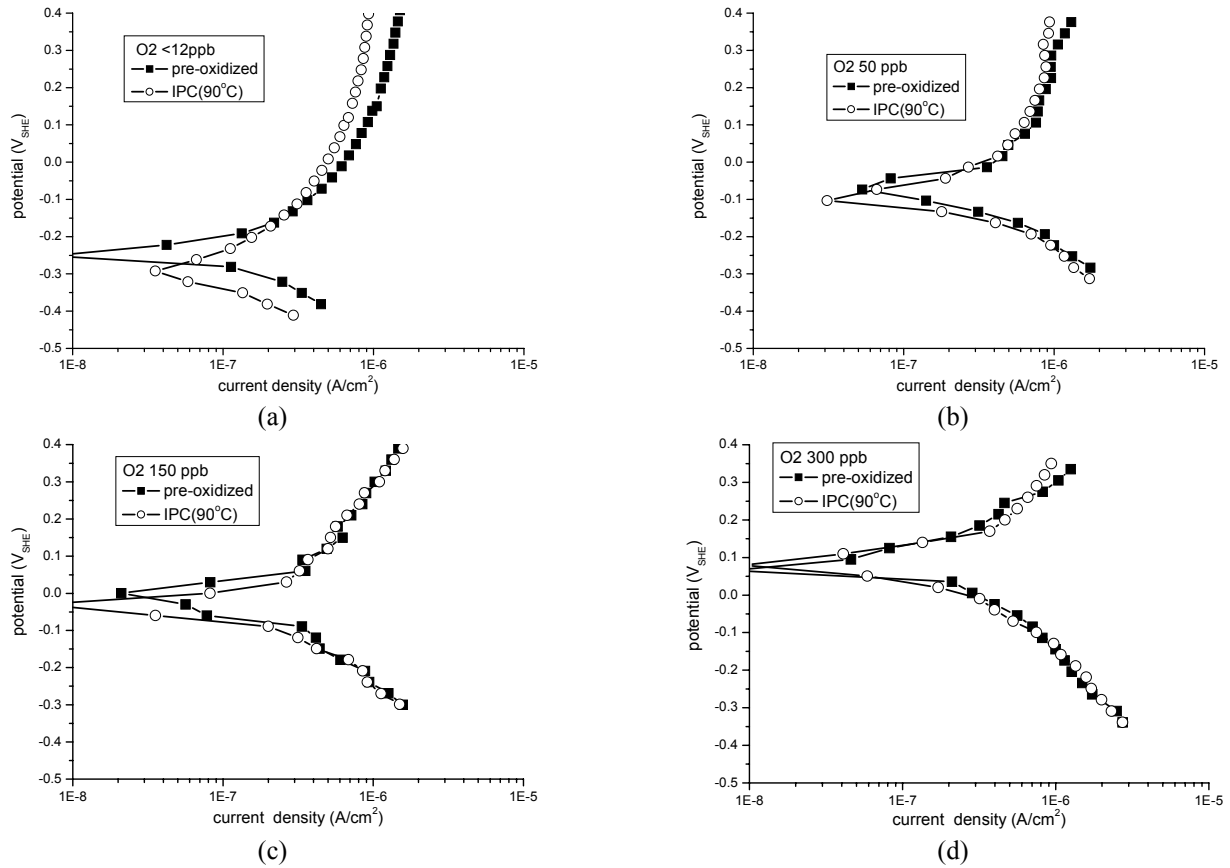 0.4
0.3
0.2
0.1
0.0
-0.1
-0.2
-0.3
-0.4
-0.5
potential (V_SHE)
O2 <12ppb
pre-oxidized
IPC(90°C)
1E-8 1E-7 1E-6 1E-5
current density (A/cm²)
(a)
0.4
0.3
0.2
0.1
0.0
-0.1
-0.2
-0.3
-0.4
-0.5
potential (V_SHE)
O2 50 ppb
pre-oxidized
IPC(90°C)
1E-8 1E-7 1E-6 1E-5
current density (A/cm²)
(b)
0.4
0.3
0.2
0.1
0.0
-0.1
-0.2
-0.3
-0.4
-0.5
potential (V_SHE)
O2 150 ppb
pre-oxidized
IPC(90°C)
1E-8 1E-7 1E-6 1E-5
current density (A/cm²)
(c)
0.4
0.3
0.2
0.1
0.0
-0.1
-0.2
-0.3
-0.4
-0.5
potential (V_SHE)
O2 300 ppb
pre-oxidized
IPC(90°C)
1E-8 1E-7 1E-6 1E-5
current density (A/cm²)
(d)